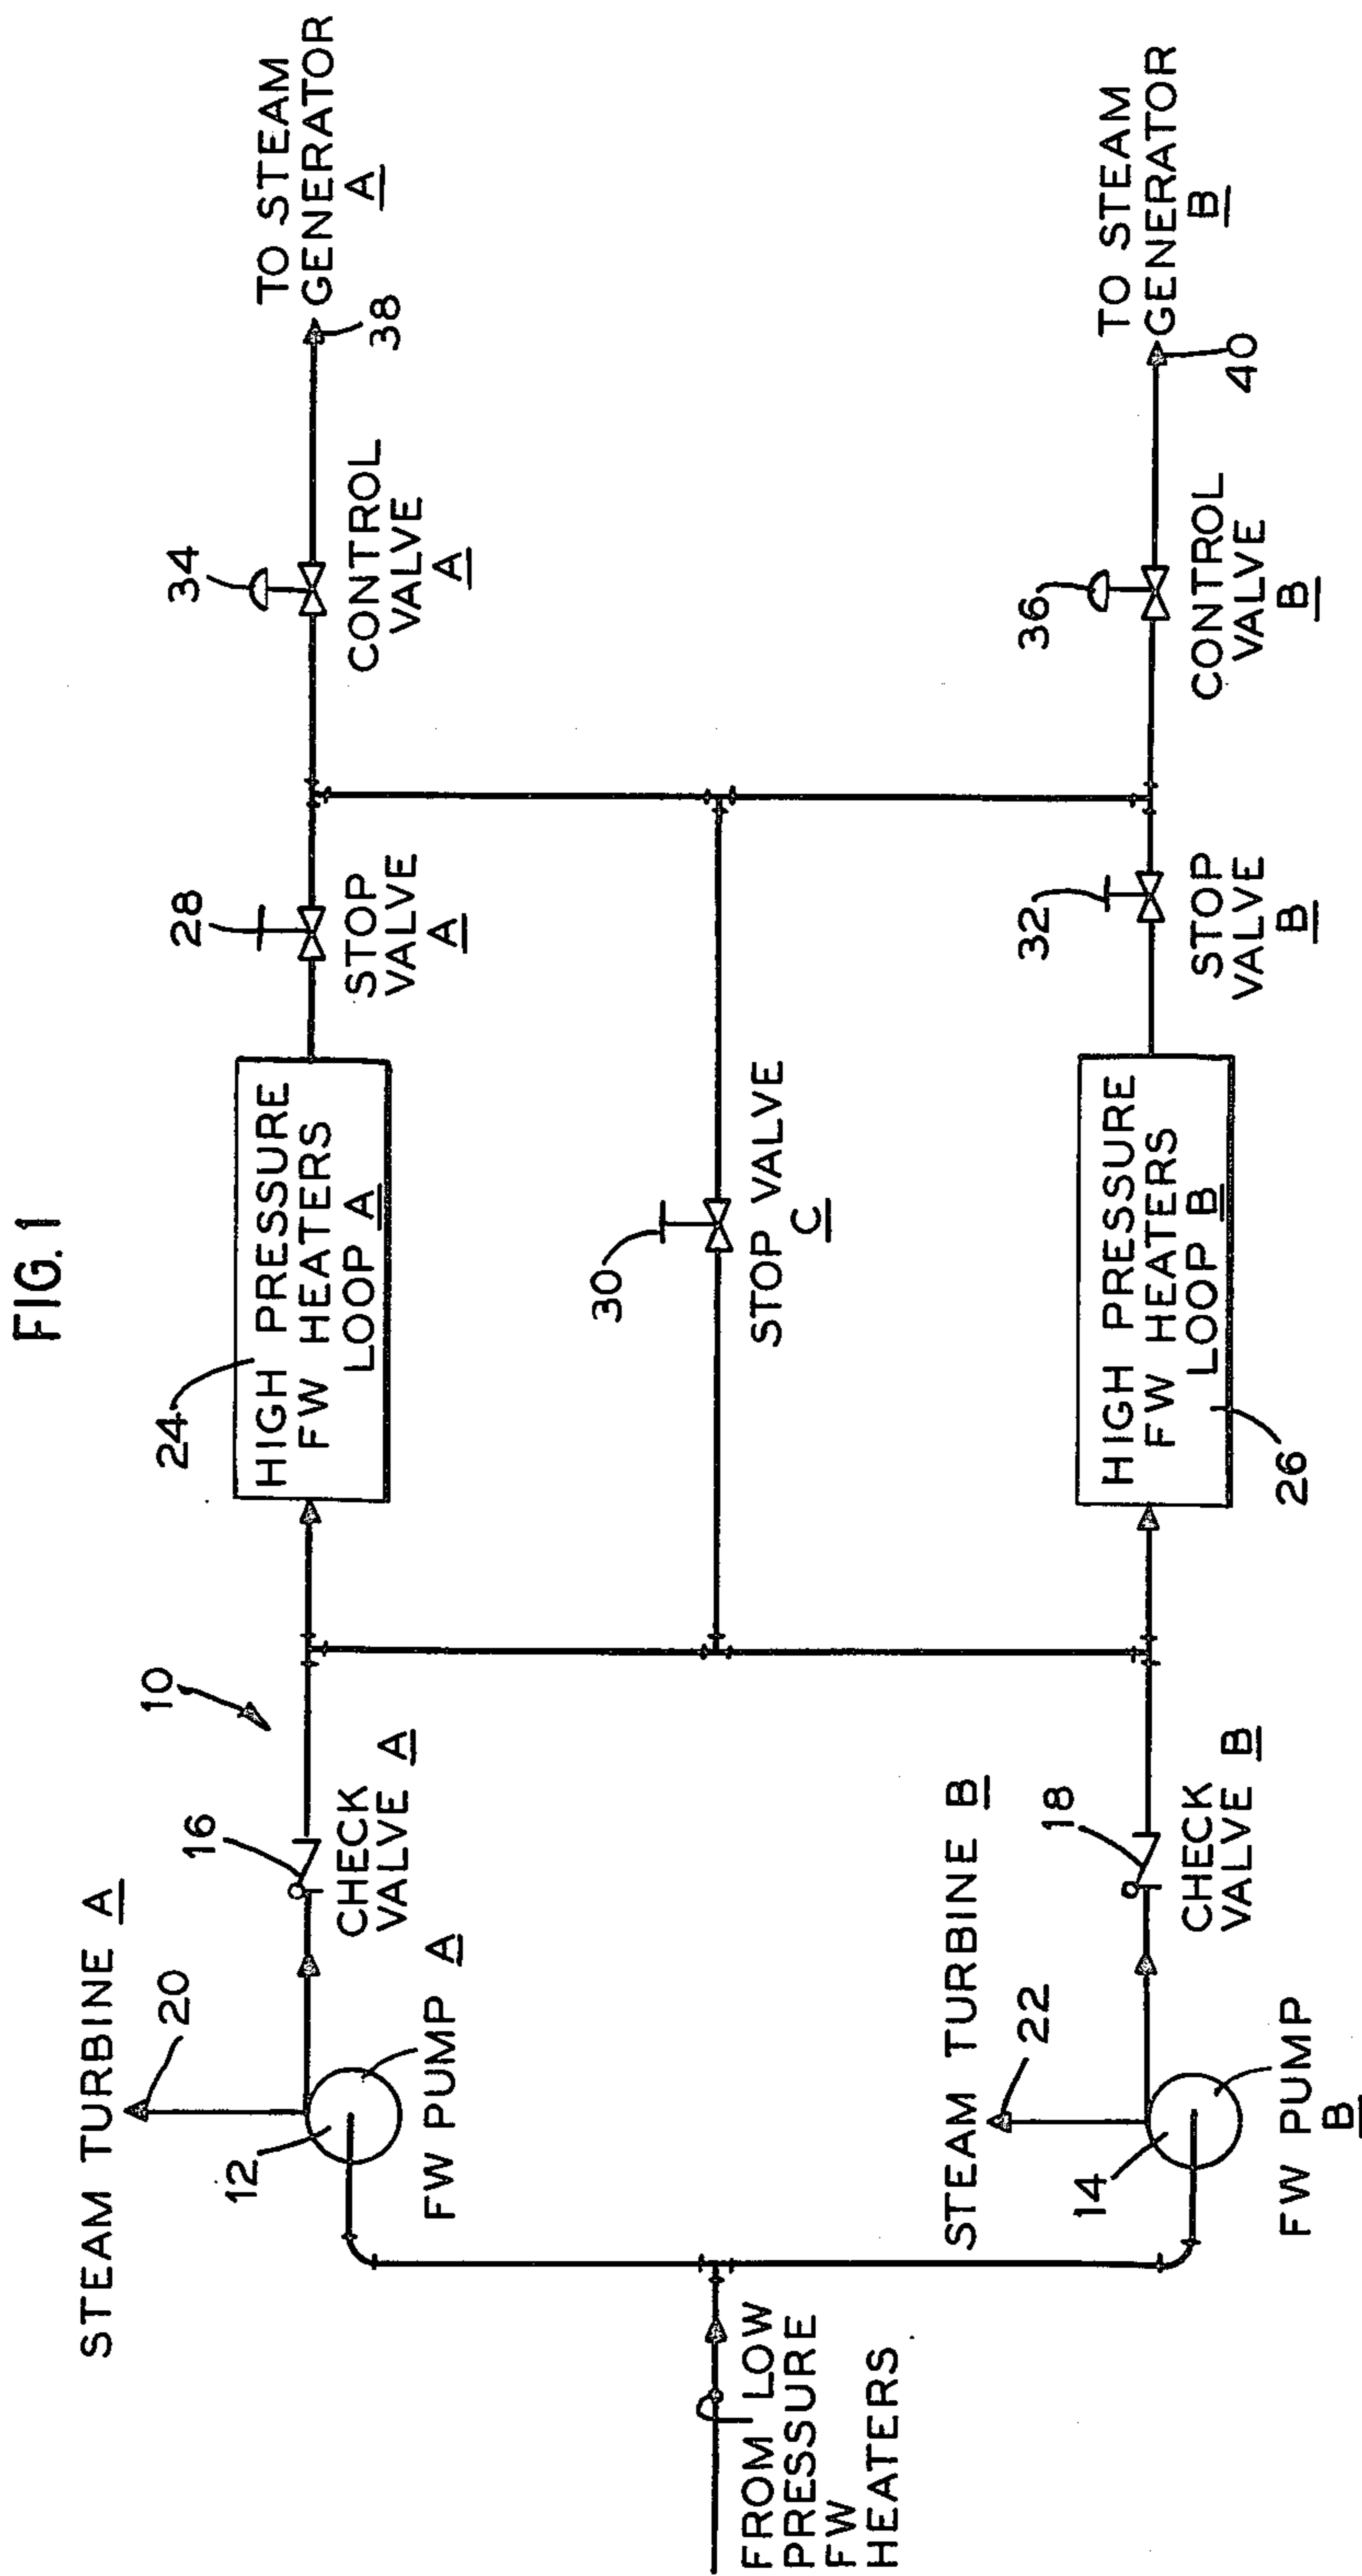 FIG. 1
STEAM TURBINE A
20
12
FW PUMP A
16
CHECK
VALVE A
10
24
HIGH PRESSURE
FW HEATERS
LOOP A
28
STOP
VALVE
A
34
CONTROL
VALVE
A
38
TO STEAM
GENERATOR
A
FROM LOW
PRESSURE
FW
HEATERS
30
STOP VALVE
C
STEAM TURBINE B
22
14
FW PUMP
B
18
CHECK
VALVE B
HIGH PRESSURE
FW HEATERS
LOOP B
26
32
STOP
VALVE
B
36
CONTROL
VALVE
B
40
TO STEAM
GENERATOR
B